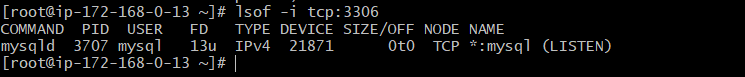 [root@ip-172-168-0-13 ~]# lsof -i tcp:3306
COMMAND  PID  USER   FD   TYPE DEVICE SIZE/OFF NODE NAME
mysqld  3707 mysql   13u  IPv4  21871      0t0  TCP *:mysql (LISTEN)
[root@ip-172-168-0-13 ~]#